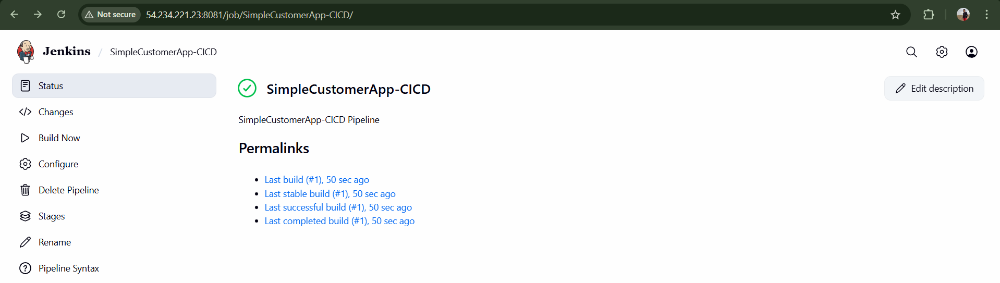 Not secure 54.234.221.23:8081/job/SimpleCustomerApp-CICD/
Jenkins / SimpleCustomerApp-CICD
Status
Changes
Build Now
Configure
Delete Pipeline
Stages
Rename
Pipeline Syntax
SimpleCustomerApp-CICD
Edit description
SimpleCustomerApp-CICD Pipeline
Permalinks
Last build (#1), 50 sec ago
Last stable build (#1), 50 sec ago
Last successful build (#1), 50 sec ago
Last completed build (#1), 50 sec ago